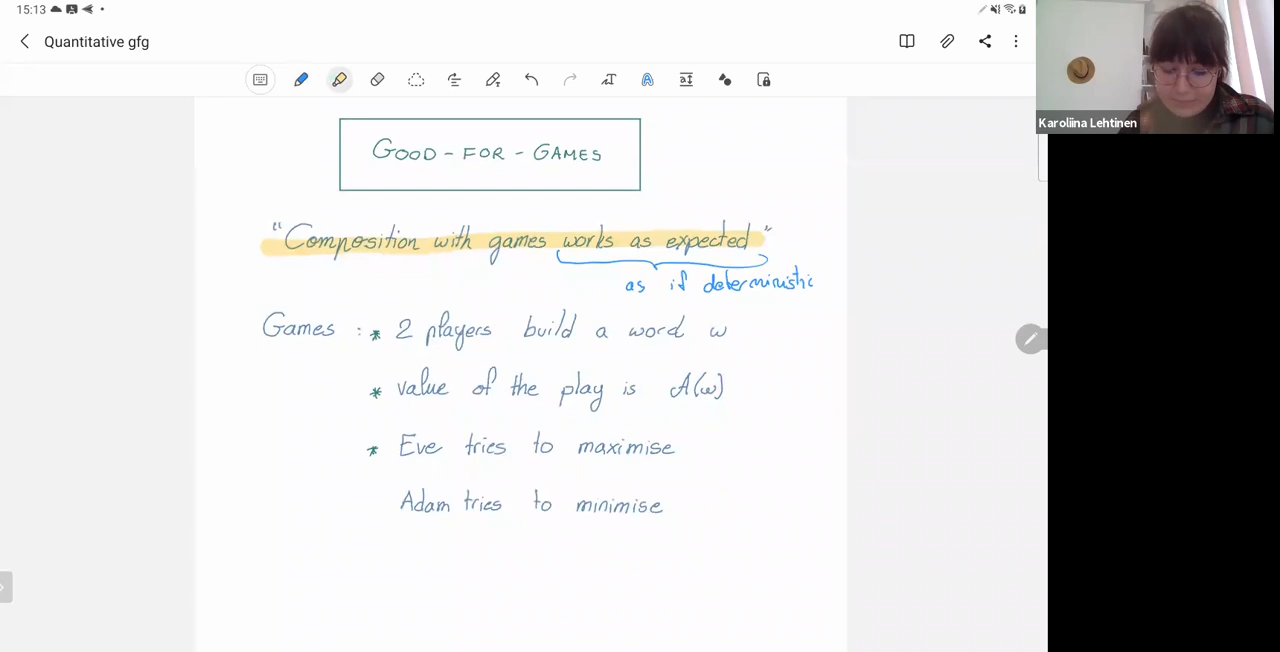 15:13
Quantitative gfg
Karoliina Lehtinen
GOOD - FOR - GAMES
"Composition with games works as expected"
as if deterministic
Games : * 2 players build a word w
* value of the play is A(w)
* Eve tries to maximise
Adam tries to minimise